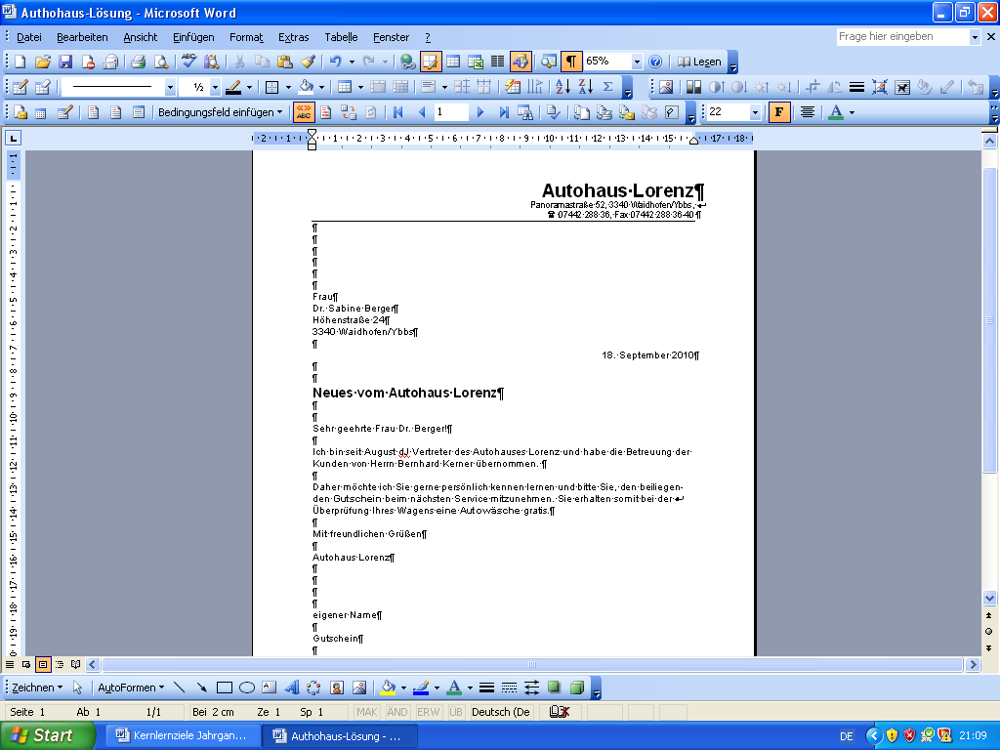 Authohaus-Lösung - Microsoft Word
Datei Bearbeiten Ansicht Einfügen Format Extras Tabelle Fenster ? Frage hier eingeben
65% Lesen
½
Bedingungsfeld einfügen 1 22 F
Autohaus Lorenz
Panoramastraße 52, 3340 Waidhofen/Ybbs,
☎ 07442 288 36, Fax 07442 288 36-40
Frau
Dr. Sabine Berger
Höhenstraße 24
3340 Waidhofen/Ybbs
18. September 2010
Neues vom Autohaus Lorenz
Sehr geehrte Frau Dr. Berger!
Ich bin seit August dJ Vertreter des Autohauses Lorenz und habe die Betreuung der
Kunden von Herrn Bernhard Kerner übernommen.
Daher möchte ich Sie gerne persönlich kennen lernen und bitte Sie, den beiliegen-
den Gutschein beim nächsten Service mitzunehmen. Sie erhalten somit bei der
Überprüfung Ihres Wagens eine Autowäsche gratis.
Mit freundlichen Grüßen
Autohaus Lorenz
eigener Name
Gutschein
Zeichnen AutoFormen
Seite 1 Ab 1 1/1 Bei 2 cm Ze 1 Sp 1 MAK ÄND ERW ÜB Deutsch (De
Start Kernlernziele Jahrgan... Authohaus-Lösung - ... DE 21:09